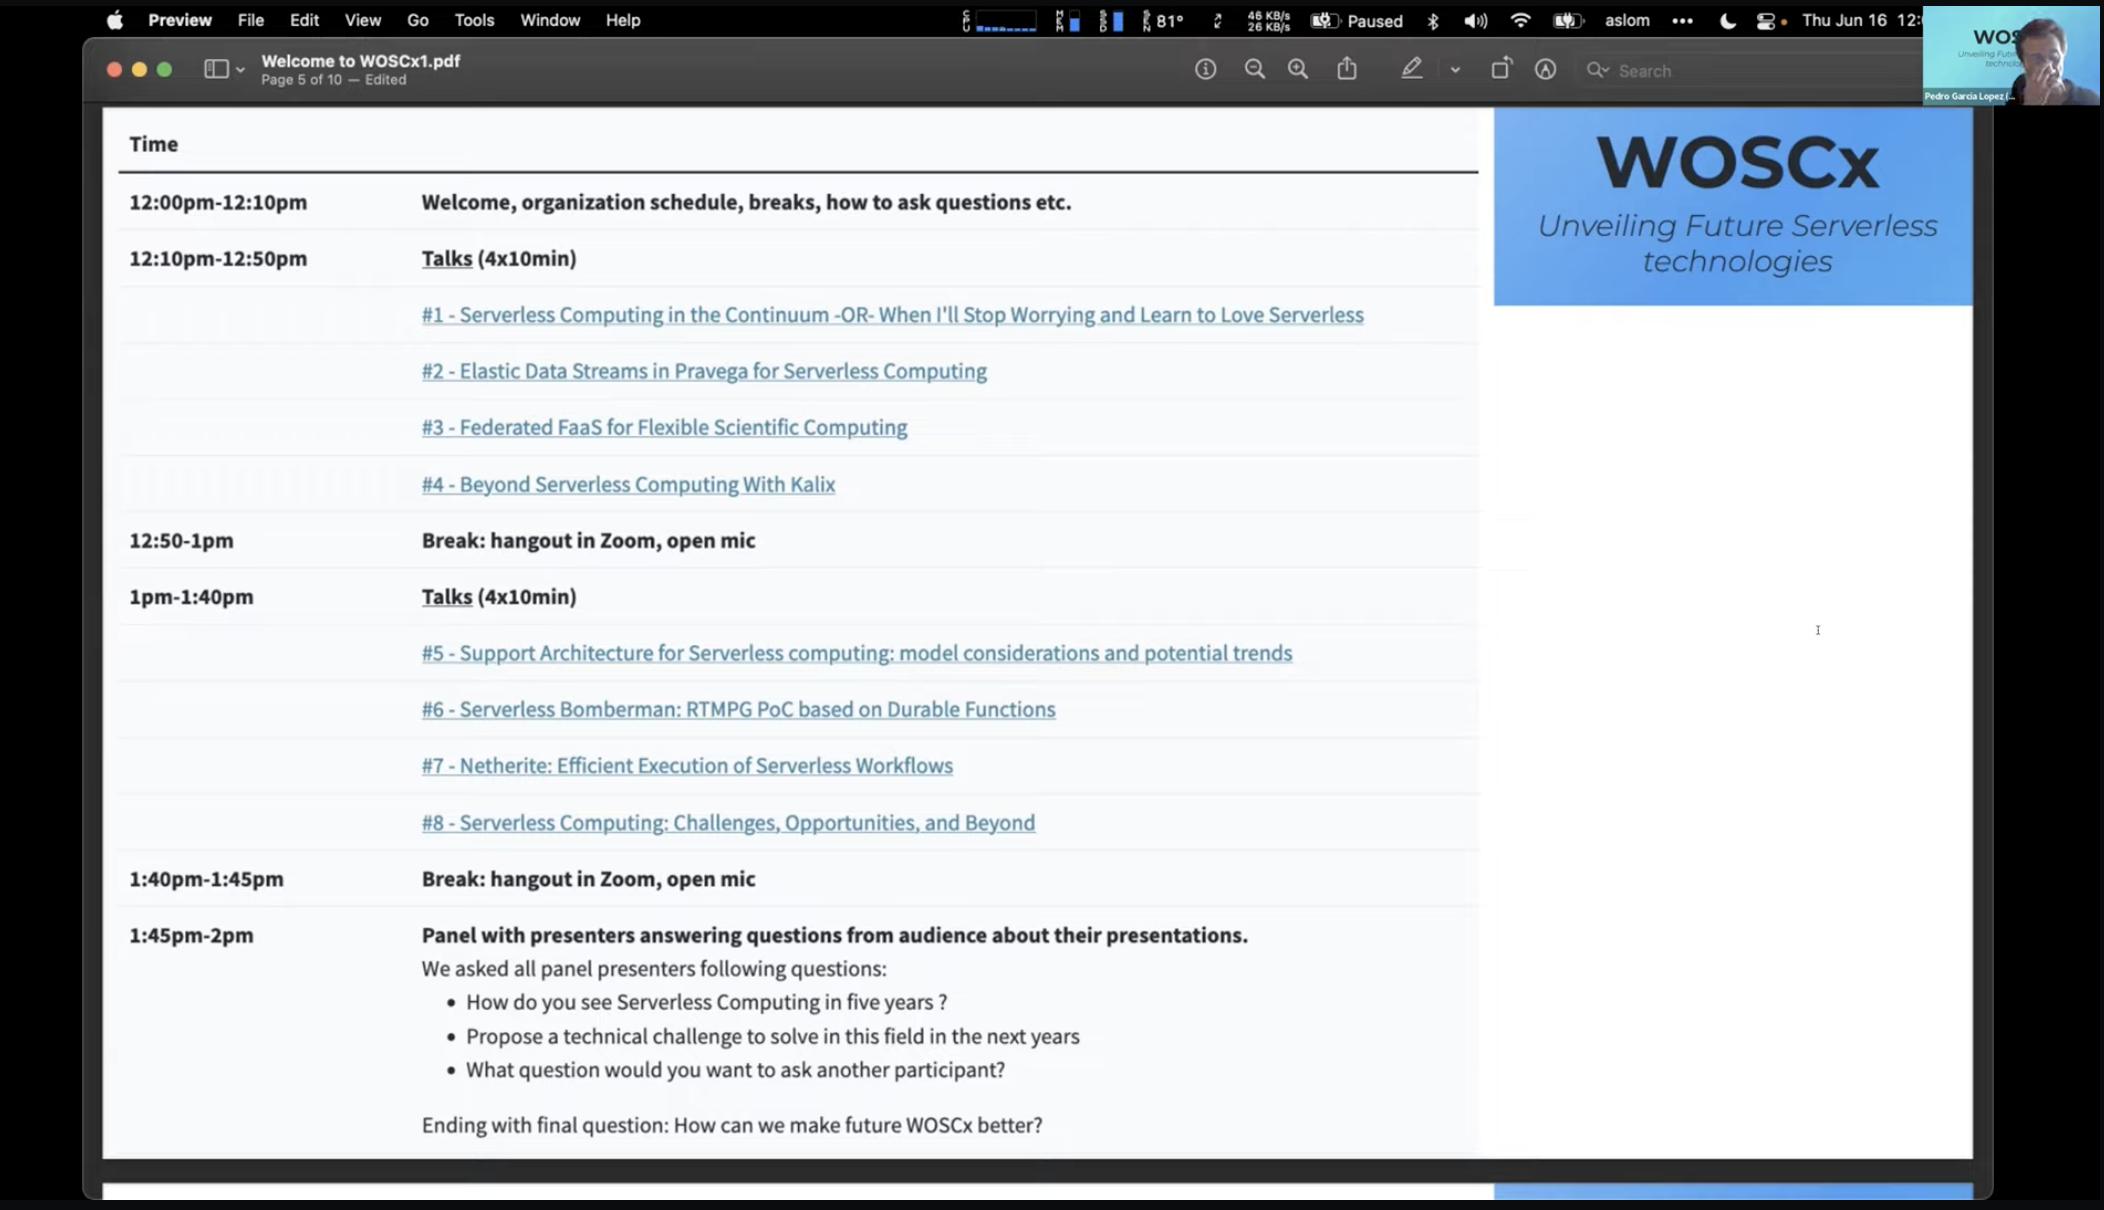 Preview File Edit View Go Tools Window Help
CPU MEM SSD SEN 81° 46 KB/s 26 KB/s Paused aslom ••• Thu Jun 16 12:
Welcome to WOSCx1.pdf
Page 5 of 10 — Edited
Search
WOS
Pedro Garcia Lopez (...
WOSCx
Unveiling Future Serverless
technologies
Time
12:00pm-12:10pm Welcome, organization schedule, breaks, how to ask questions etc.
12:10pm-12:50pm Talks (4x10min)
#1 - Serverless Computing in the Continuum -OR- When I'll Stop Worrying and Learn to Love Serverless
#2 - Elastic Data Streams in Pravega for Serverless Computing
#3 - Federated FaaS for Flexible Scientific Computing
#4 - Beyond Serverless Computing With Kalix
12:50-1pm Break: hangout in Zoom, open mic
1pm-1:40pm Talks (4x10min)
#5 - Support Architecture for Serverless computing: model considerations and potential trends
#6 - Serverless Bomberman: RTMPG PoC based on Durable Functions
#7 - Netherite: Efficient Execution of Serverless Workflows
#8 - Serverless Computing: Challenges, Opportunities, and Beyond
1:40pm-1:45pm Break: hangout in Zoom, open mic
1:45pm-2pm Panel with presenters answering questions from audience about their presentations.
We asked all panel presenters following questions:
• How do you see Serverless Computing in five years ?
• Propose a technical challenge to solve in this field in the next years
• What question would you want to ask another participant?
Ending with final question: How can we make future WOSCx better?